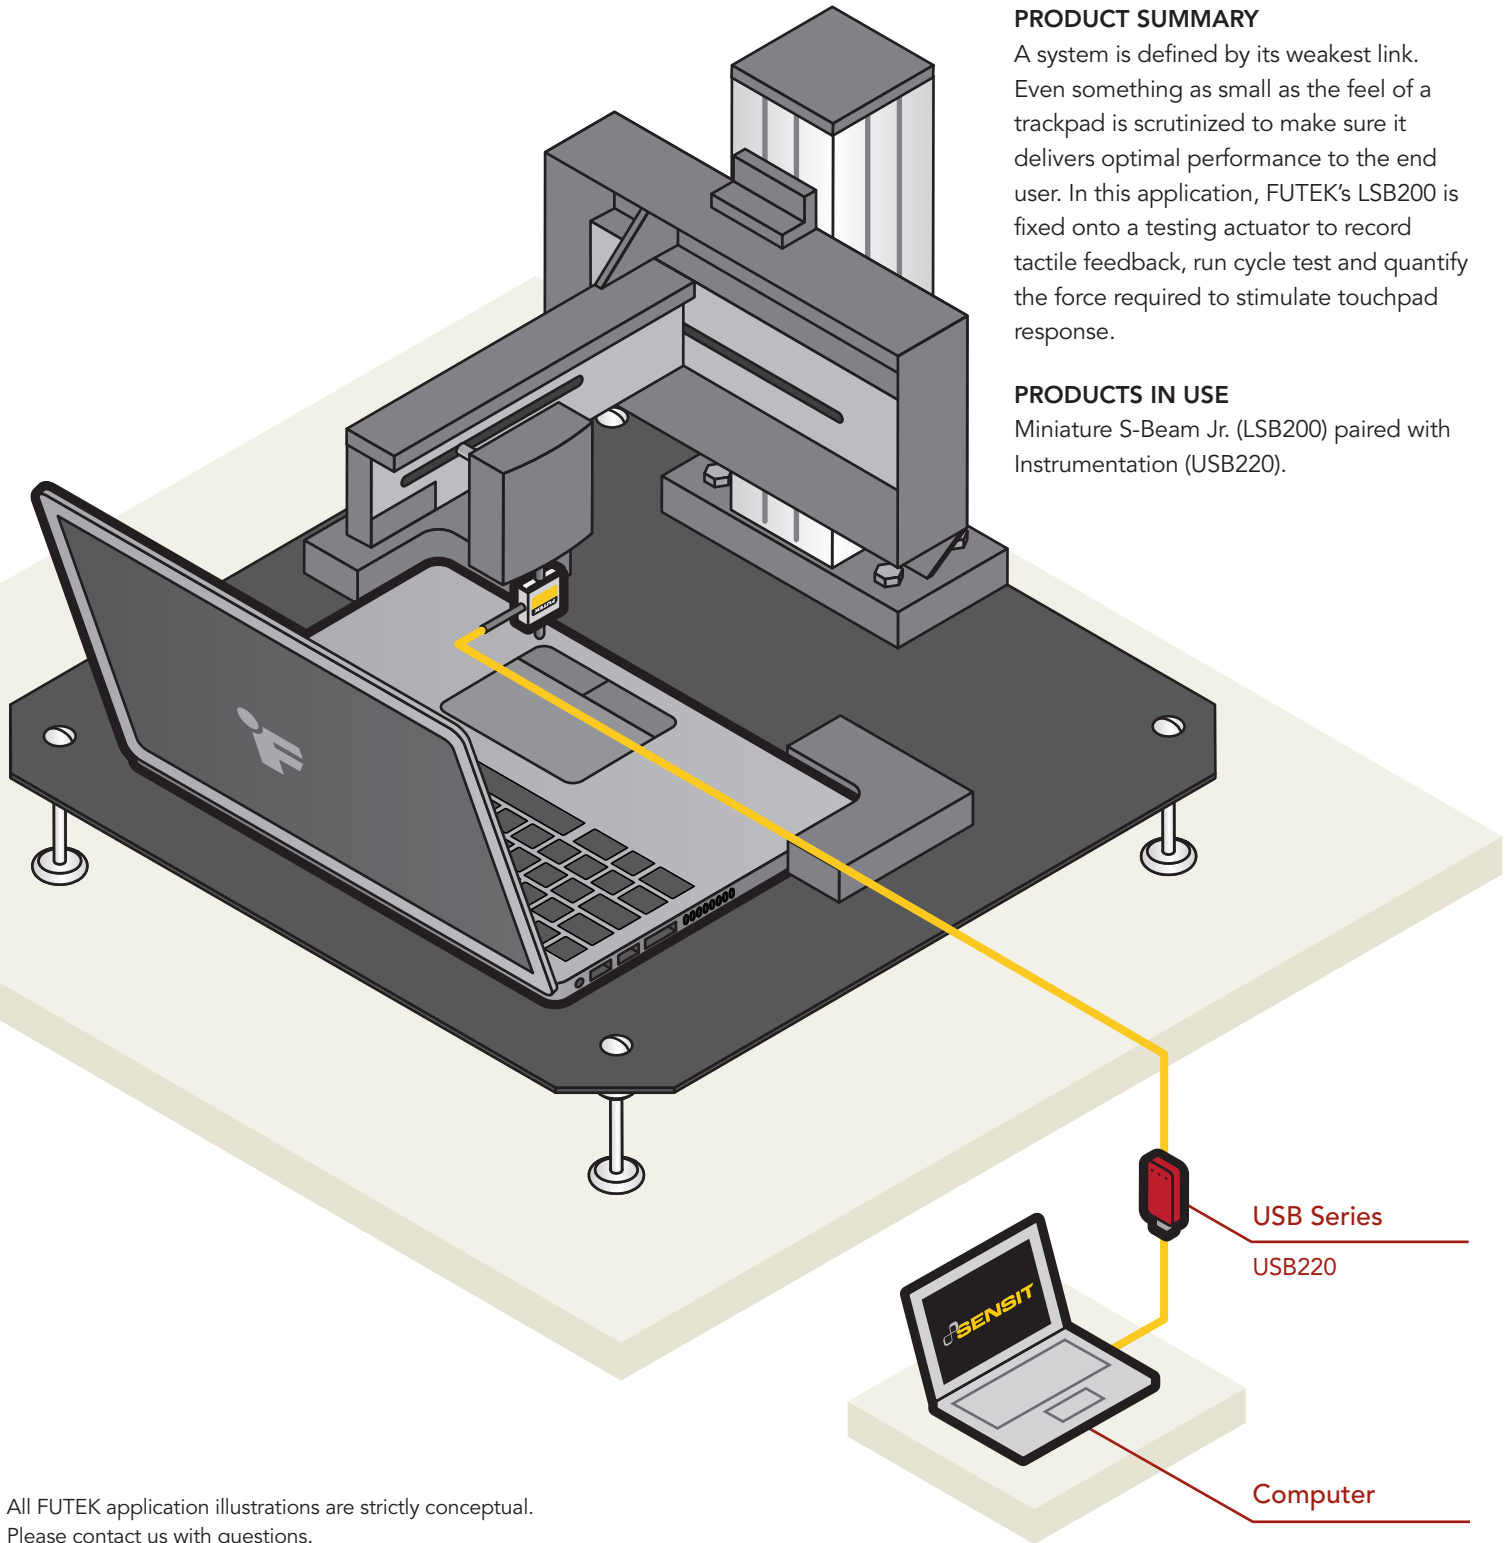 PRODUCT SUMMARY
A system is defined by its weakest link.
Even something as small as the feel of a
trackpad is scrutinized to make sure it
delivers optimal performance to the end
user. In this application, FUTEK's LSB200 is
fixed onto a testing actuator to record
tactile feedback, run cycle test and quantify
the force required to stimulate touchpad
response.
PRODUCTS IN USE
Miniature S-Beam Jr. (LSB200) paired with
Instrumentation (USB220).
FUTEK
USB Series
USB220
SENSIT
Computer
All FUTEK application illustrations are strictly conceptual.
Please contact us with questions.